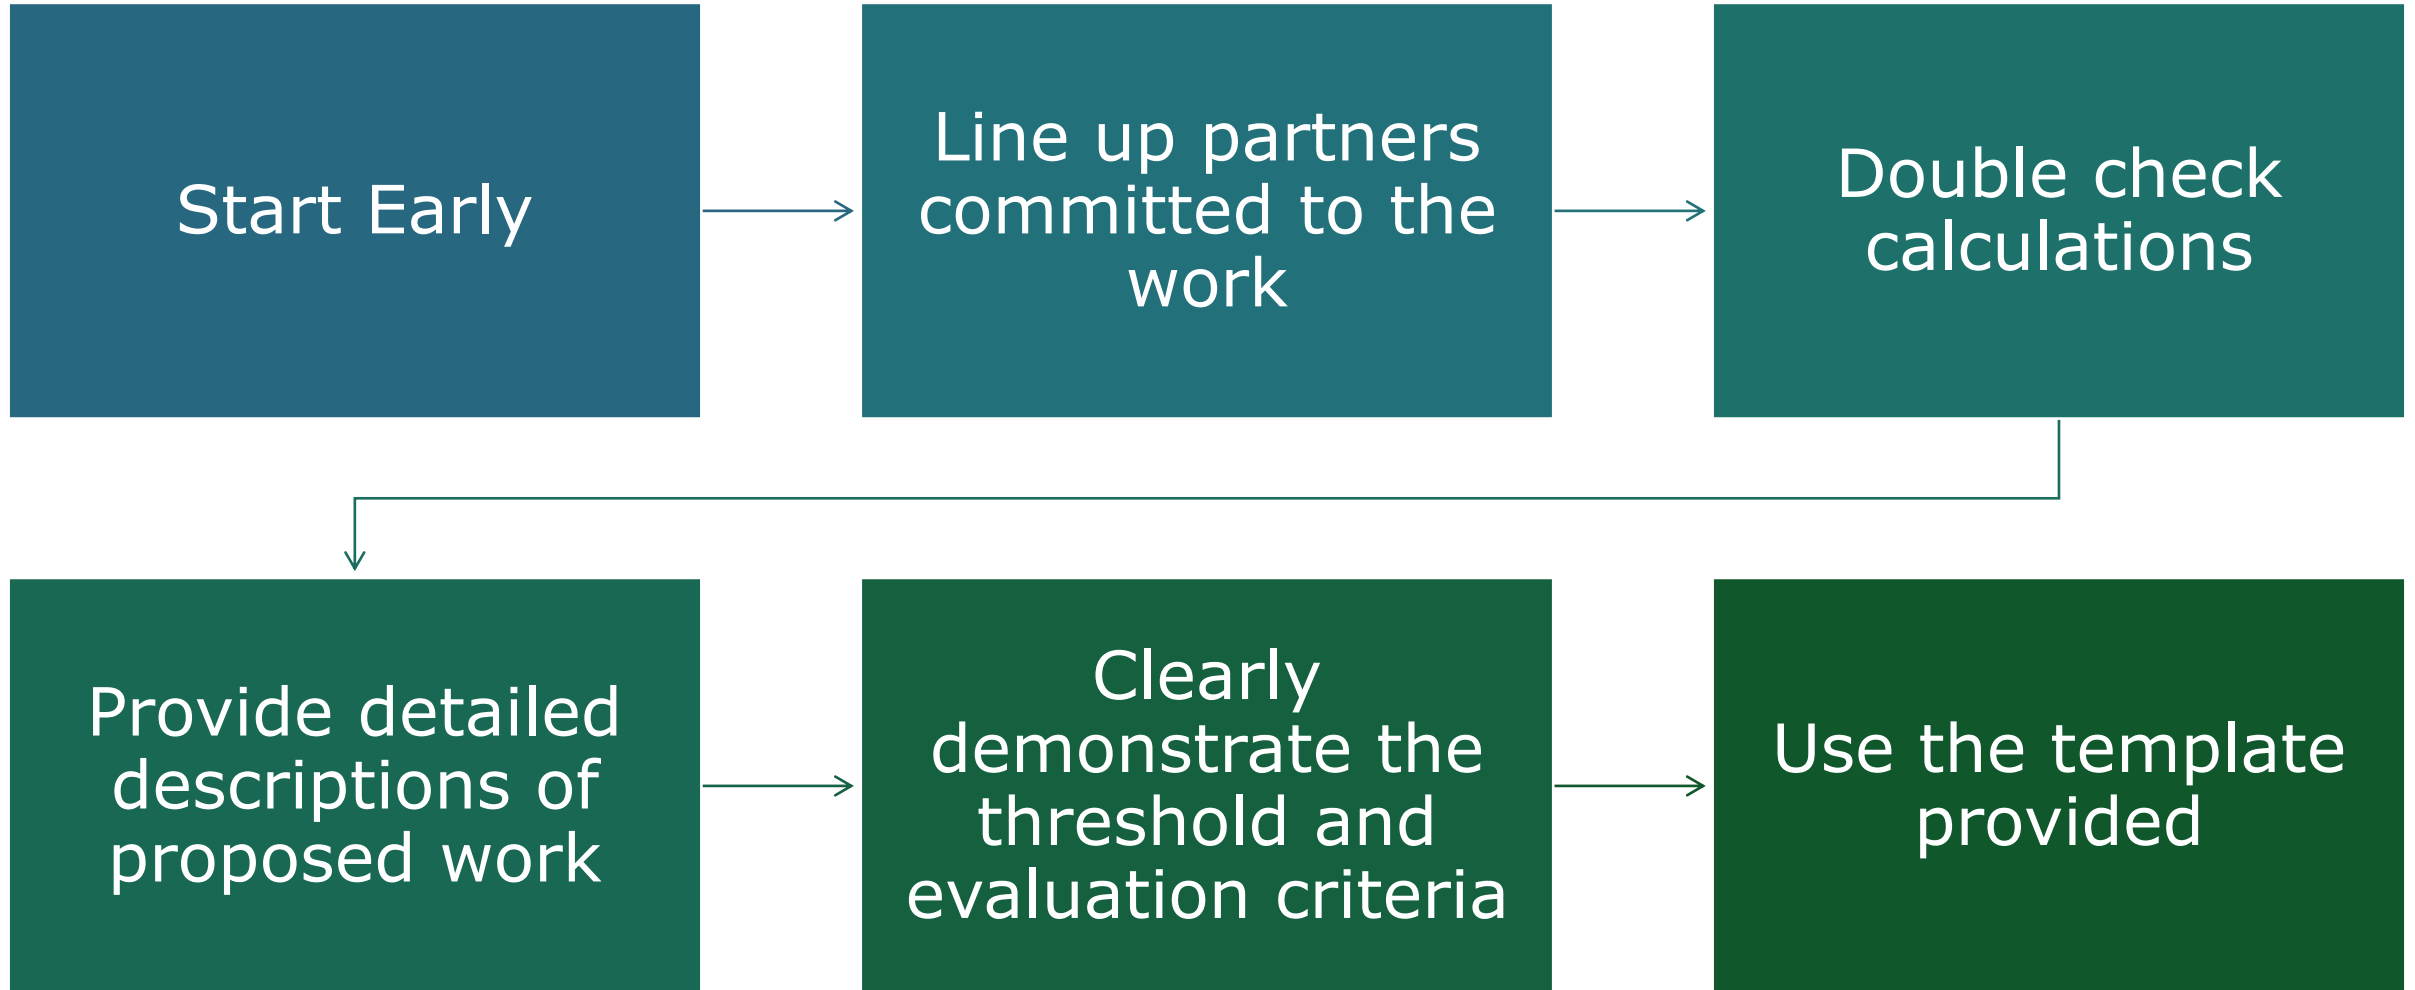 Start Early
Line up partners
committed to the
work
Double check
calculations
Provide detailed
descriptions of
proposed work
Clearly
demonstrate the
threshold and
evaluation criteria
Use the template
provided